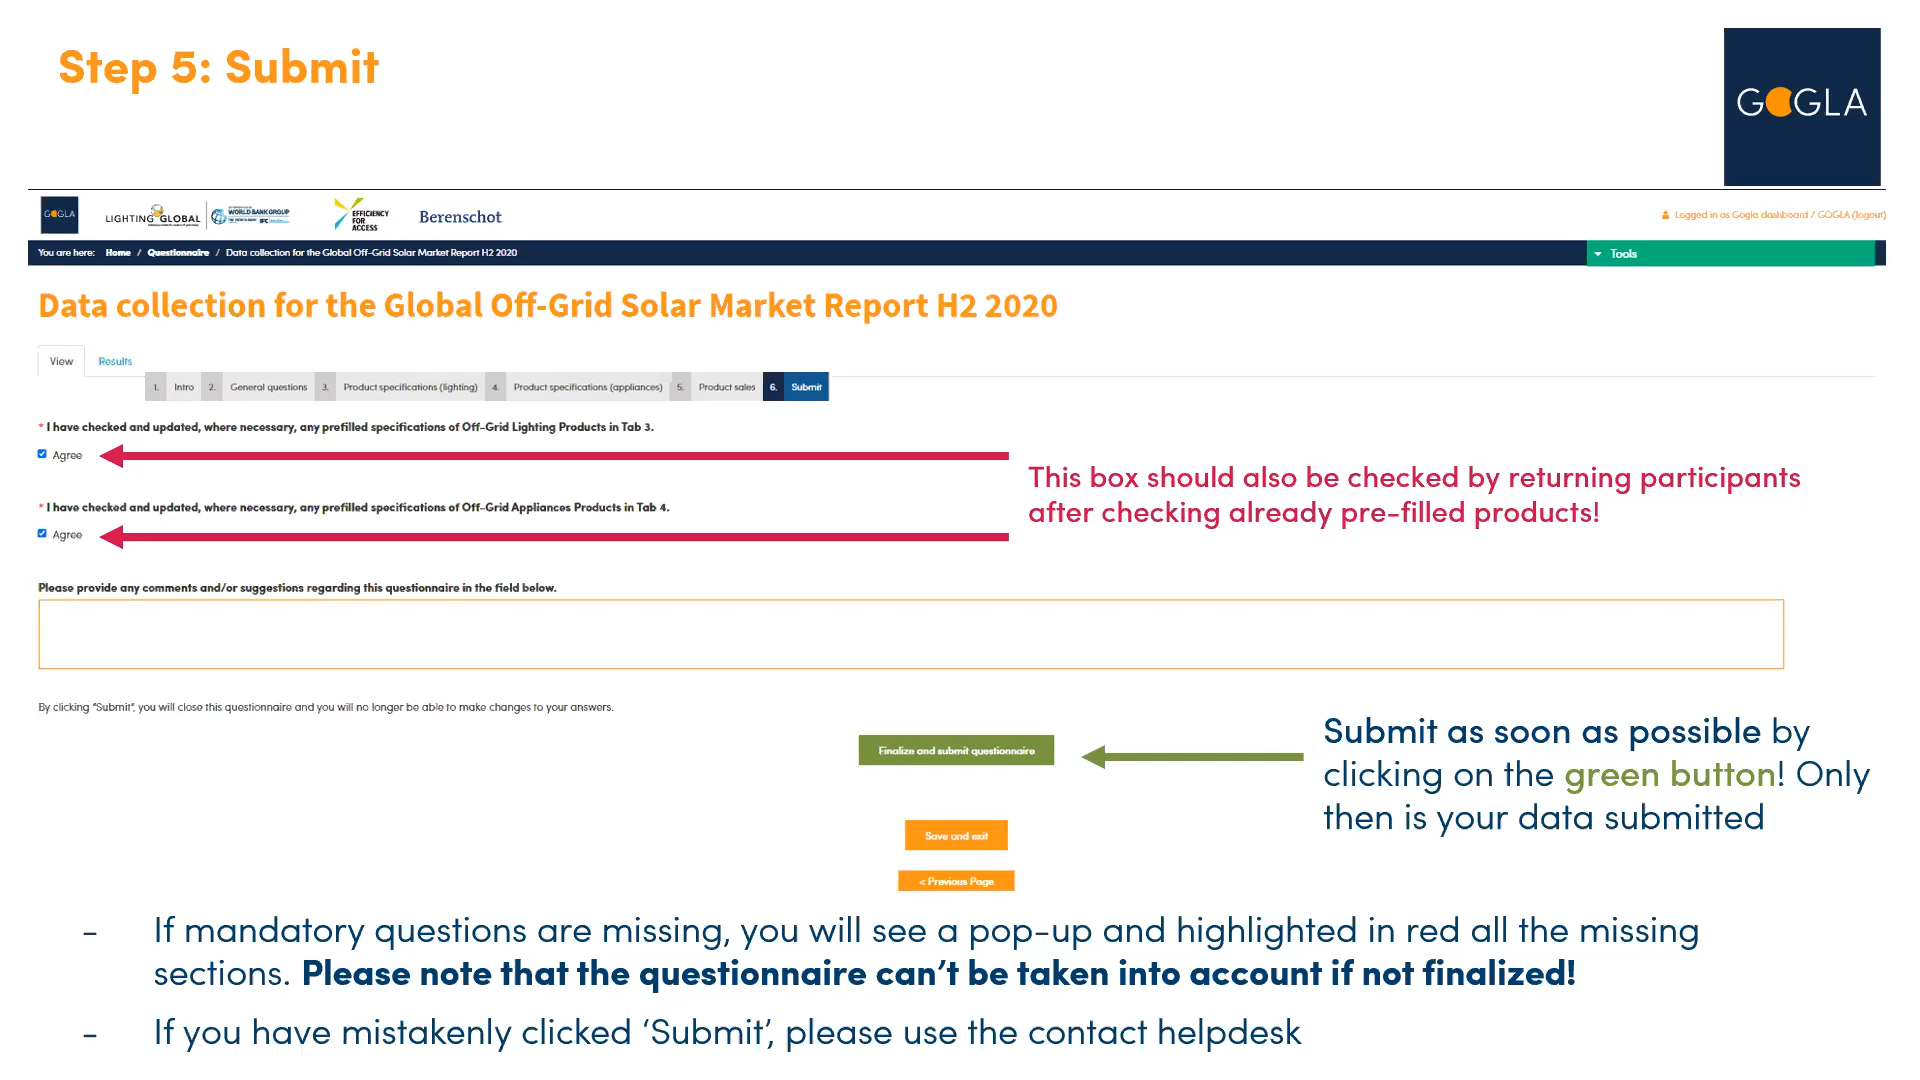 Step 5: Submit
GOGLA
GOGLA
LIGHTING GLOBAL
WORLD BANK GROUP
IFC
EFFICIENCY
FOR
ACCESS
Berenschot
Logged in as Gogla dashboard / GOGLA (logout)
You are here: Home / Questionnaire / Data collection for the Global Off-Grid Solar Market Report H2 2020
Tools
Data collection for the Global Off-Grid Solar Market Report H2 2020
View Results
1. Intro 2. General questions 3. Product specifications (lighting) 4. Product specifications (appliances) 5. Product sales 6. Submit
* I have checked and updated, where necessary, any prefilled specifications of Off-Grid Lighting Products in Tab 3.
Agree
This box should also be checked by returning participants
after checking already pre-filled products!
* I have checked and updated, where necessary, any prefilled specifications of Off-Grid Appliances Products in Tab 4.
Agree
Please provide any comments and/or suggestions regarding this questionnaire in the field below.
By clicking "Submit", you will close this questionnaire and you will no longer be able to make changes to your answers.
Finalize and submit questionnaire
Submit as soon as possible by
clicking on the green button! Only
then is your data submitted
Save and exit
< Previous Page
- If mandatory questions are missing, you will see a pop-up and highlighted in red all the missing
sections. Please note that the questionnaire can't be taken into account if not finalized!
- If you have mistakenly clicked 'Submit', please use the contact helpdesk